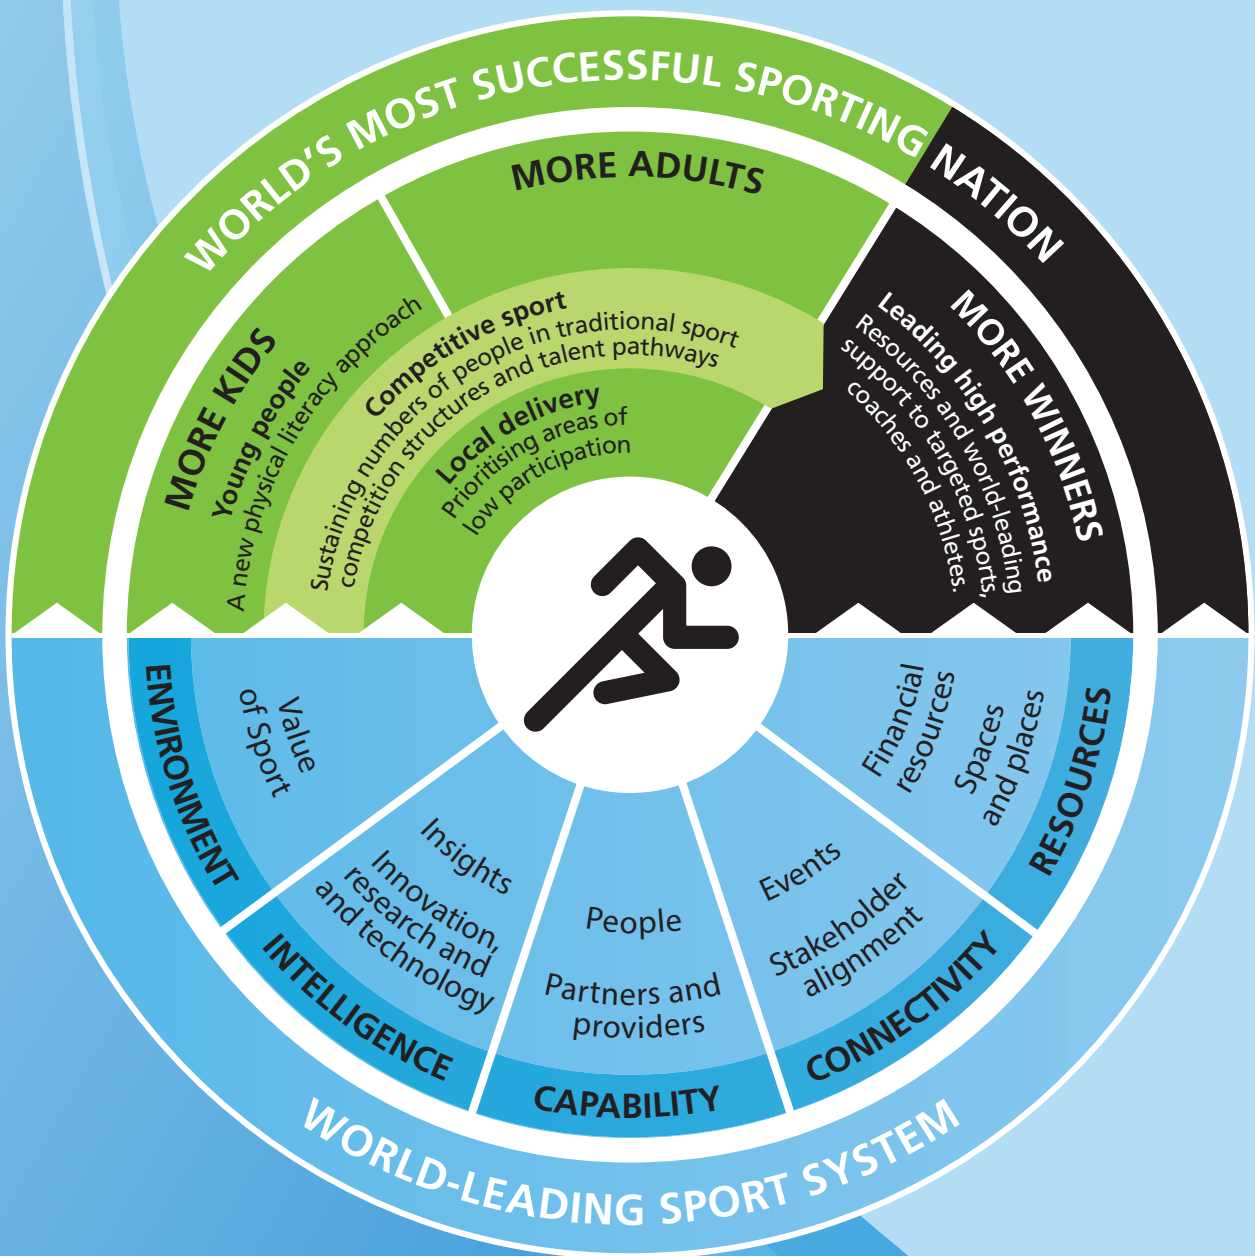 WORLD'S MOST SUCCESSFUL SPORTING NATION
MORE KIDS
Young people
A new physical literacy approach
MORE ADULTS
Competitive sport
Sustaining numbers of people in traditional sport
competition structures and talent pathways
Local delivery
Prioritising areas of
low participation
MORE WINNERS
Leading high performance
Resources and world-leading
support to targeted sports,
coaches and athletes.
ENVIRONMENT
Value
of Sport
INTELLIGENCE
Insights
Innovation,
research and
and technology
CAPABILITY
People
Partners and
providers
CONNECTIVITY
Events
Stakeholder
alignment
RESOURCES
Financial
resources
Spaces
and places
WORLD-LEADING SPORT SYSTEM